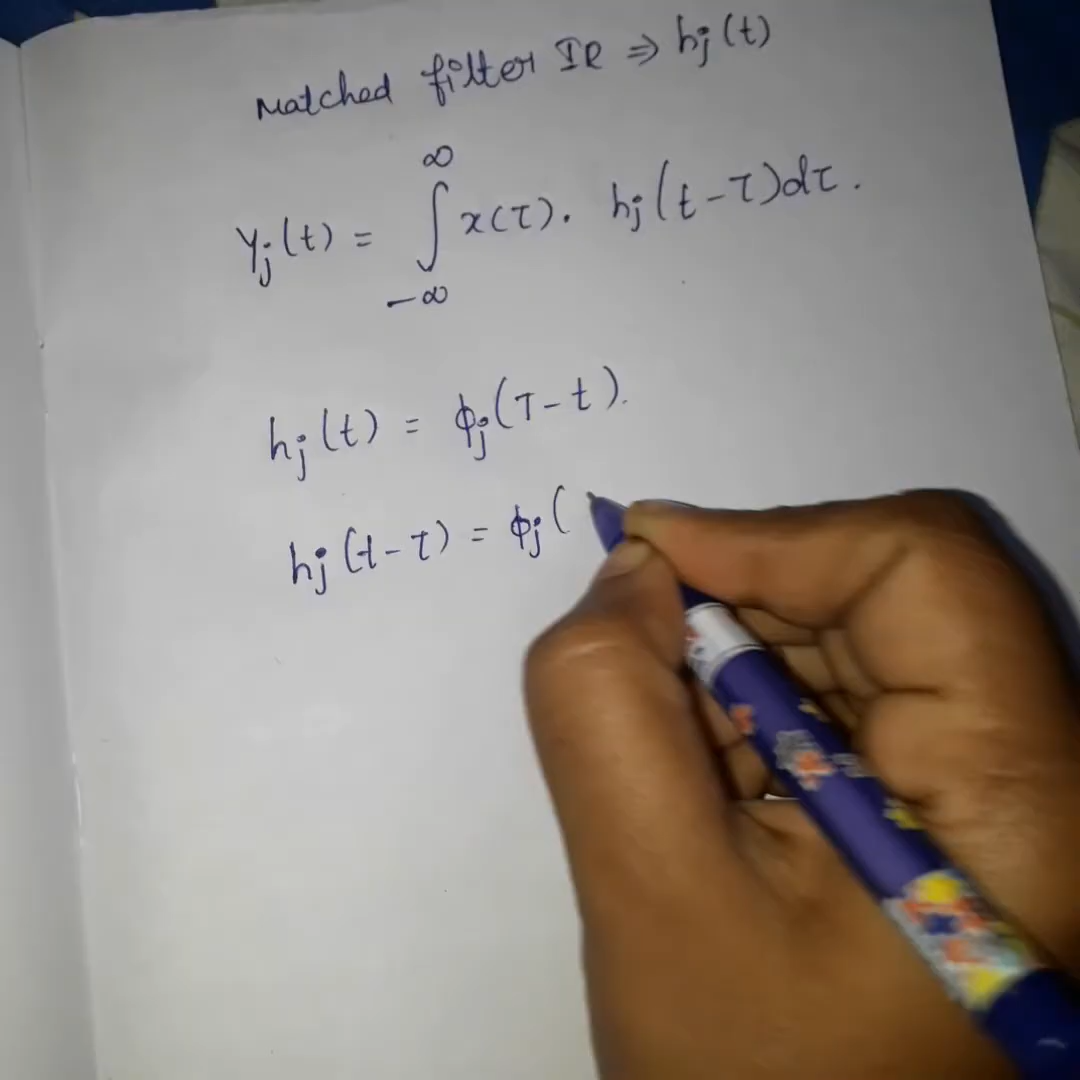 Matched filter IR ⇒ hj(t)
yj(t) = ∫_{-∞}^{∞} x(τ). hj(t-τ)dτ.
hj(t) = ϕj(T-t).
hj(t-τ) = ϕj(